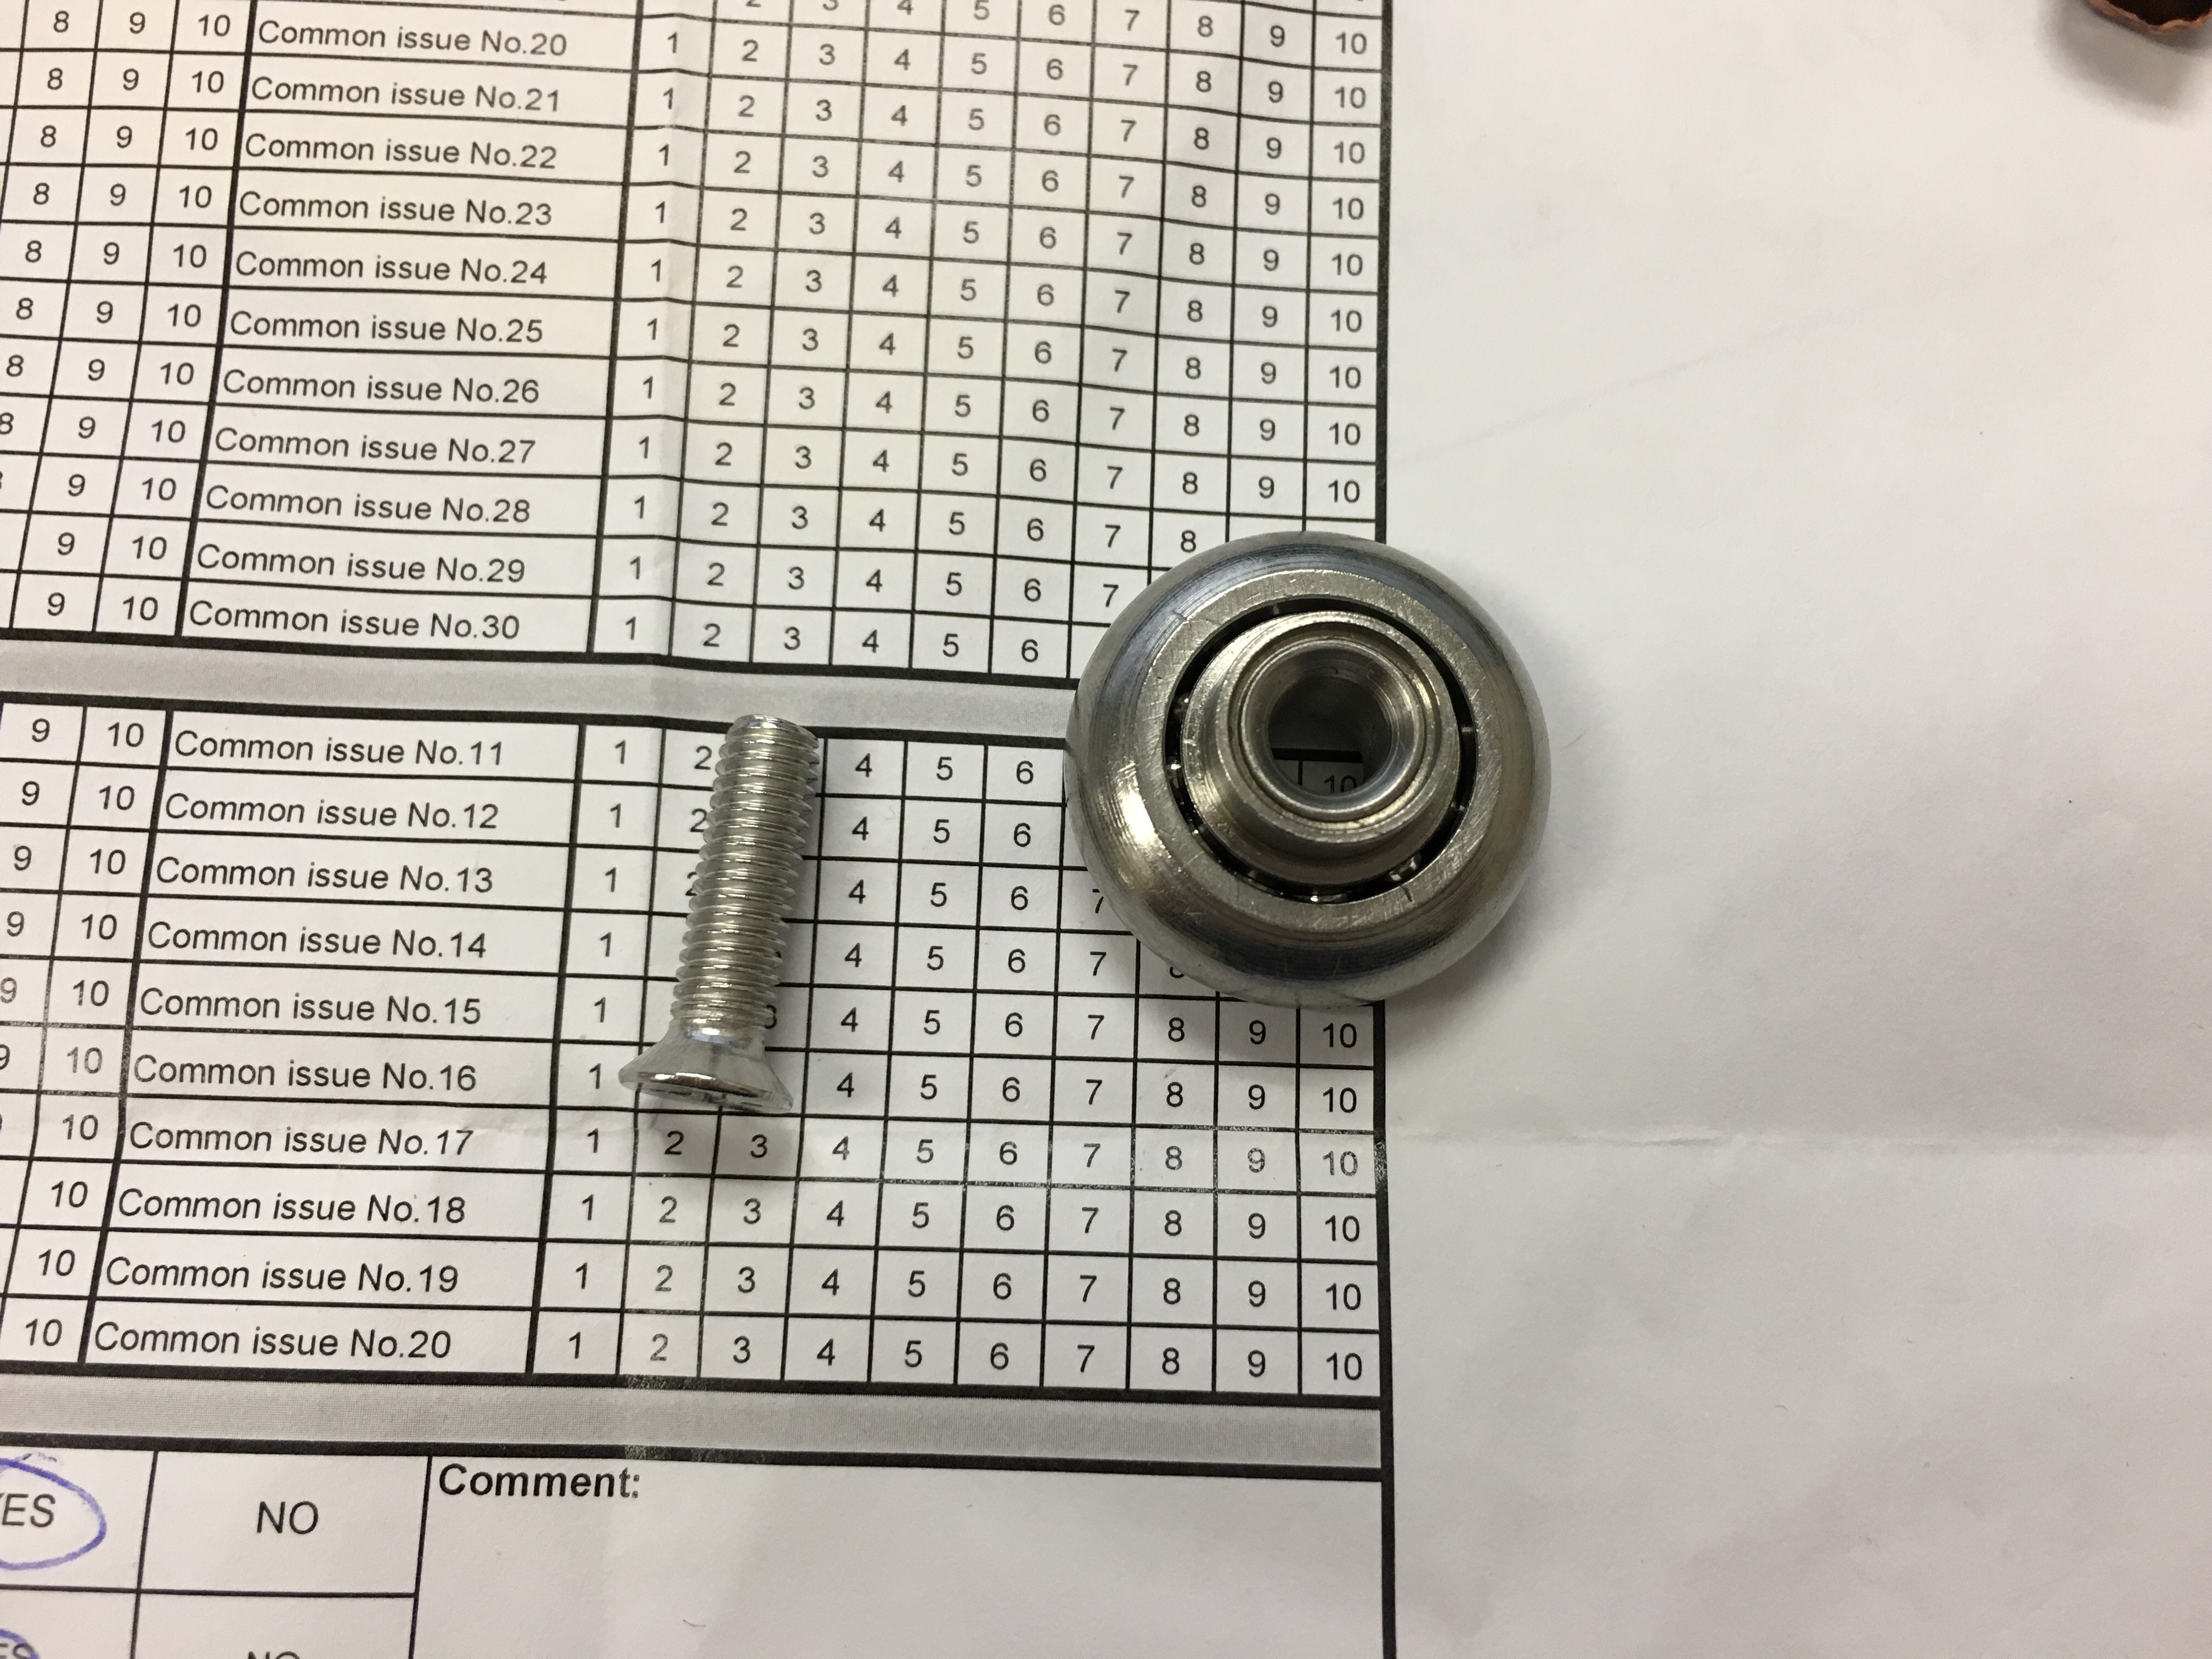 8 9 10 Common issue No.20 1 2 3 4 5 6 7 8 9 10
8 9 10 Common issue No.21 1 2 3 4 5 6 7 8 9 10
8 9 10 Common issue No.22 1 2 3 4 5 6 7 8 9 10
8 9 10 Common issue No.23 1 2 3 4 5 6 7 8 9 10
8 9 10 Common issue No.24 1 2 3 4 5 6 7 8 9 10
8 9 10 Common issue No.25 1 2 3 4 5 6 7 8 9 10
8 9 10 Common issue No.26 1 2 3 4 5 6 7 8 9 10
8 9 10 Common issue No.27 1 2 3 4 5 6 7 8 9 10
9 10 Common issue No.28 1 2 3 4 5 6 7 8 9 10
9 10 Common issue No.29 1 2 3 4 5 6 7 8
9 10 Common issue No.30 1 2 3 4 5 6 7
9 10 Common issue No.11 1 2 4 5 6
9 10 Common issue No.12 1 2 4 5 6 10
9 10 Common issue No.13 1 2 4 5 6 7
9 10 Common issue No.14 1 4 5 6 7 8
9 10 Common issue No.15 1 3 4 5 6 7 8 9 10
9 10 Common issue No.16 1 4 5 6 7 8 9 10
10 Common issue No.17 1 2 3 4 5 6 7 8 9 10
10 Common issue No.18 1 2 3 4 5 6 7 8 9 10
10 Common issue No.19 1 2 3 4 5 6 7 8 9 10
10 Common issue No.20 1 2 3 4 5 6 7 8 9 10
YES NO Comment: